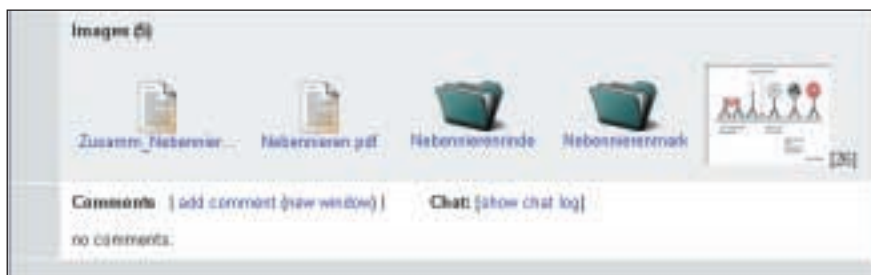 Images (5)
Zusamm_Nebennier... Nebennieren.pdf Nebennierenrinde Nebennierenmark [26]
Comments [ add comment (new window) ] Chat: [show chat log]
no comments.